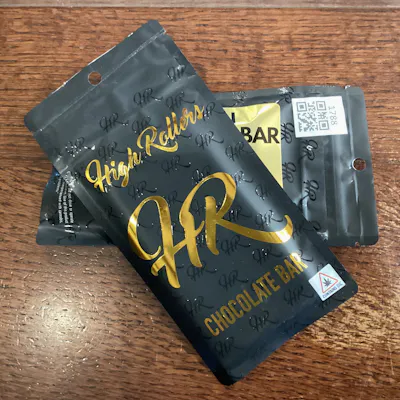 High Rollers
HR
CHOCOLATE BAR
BAR